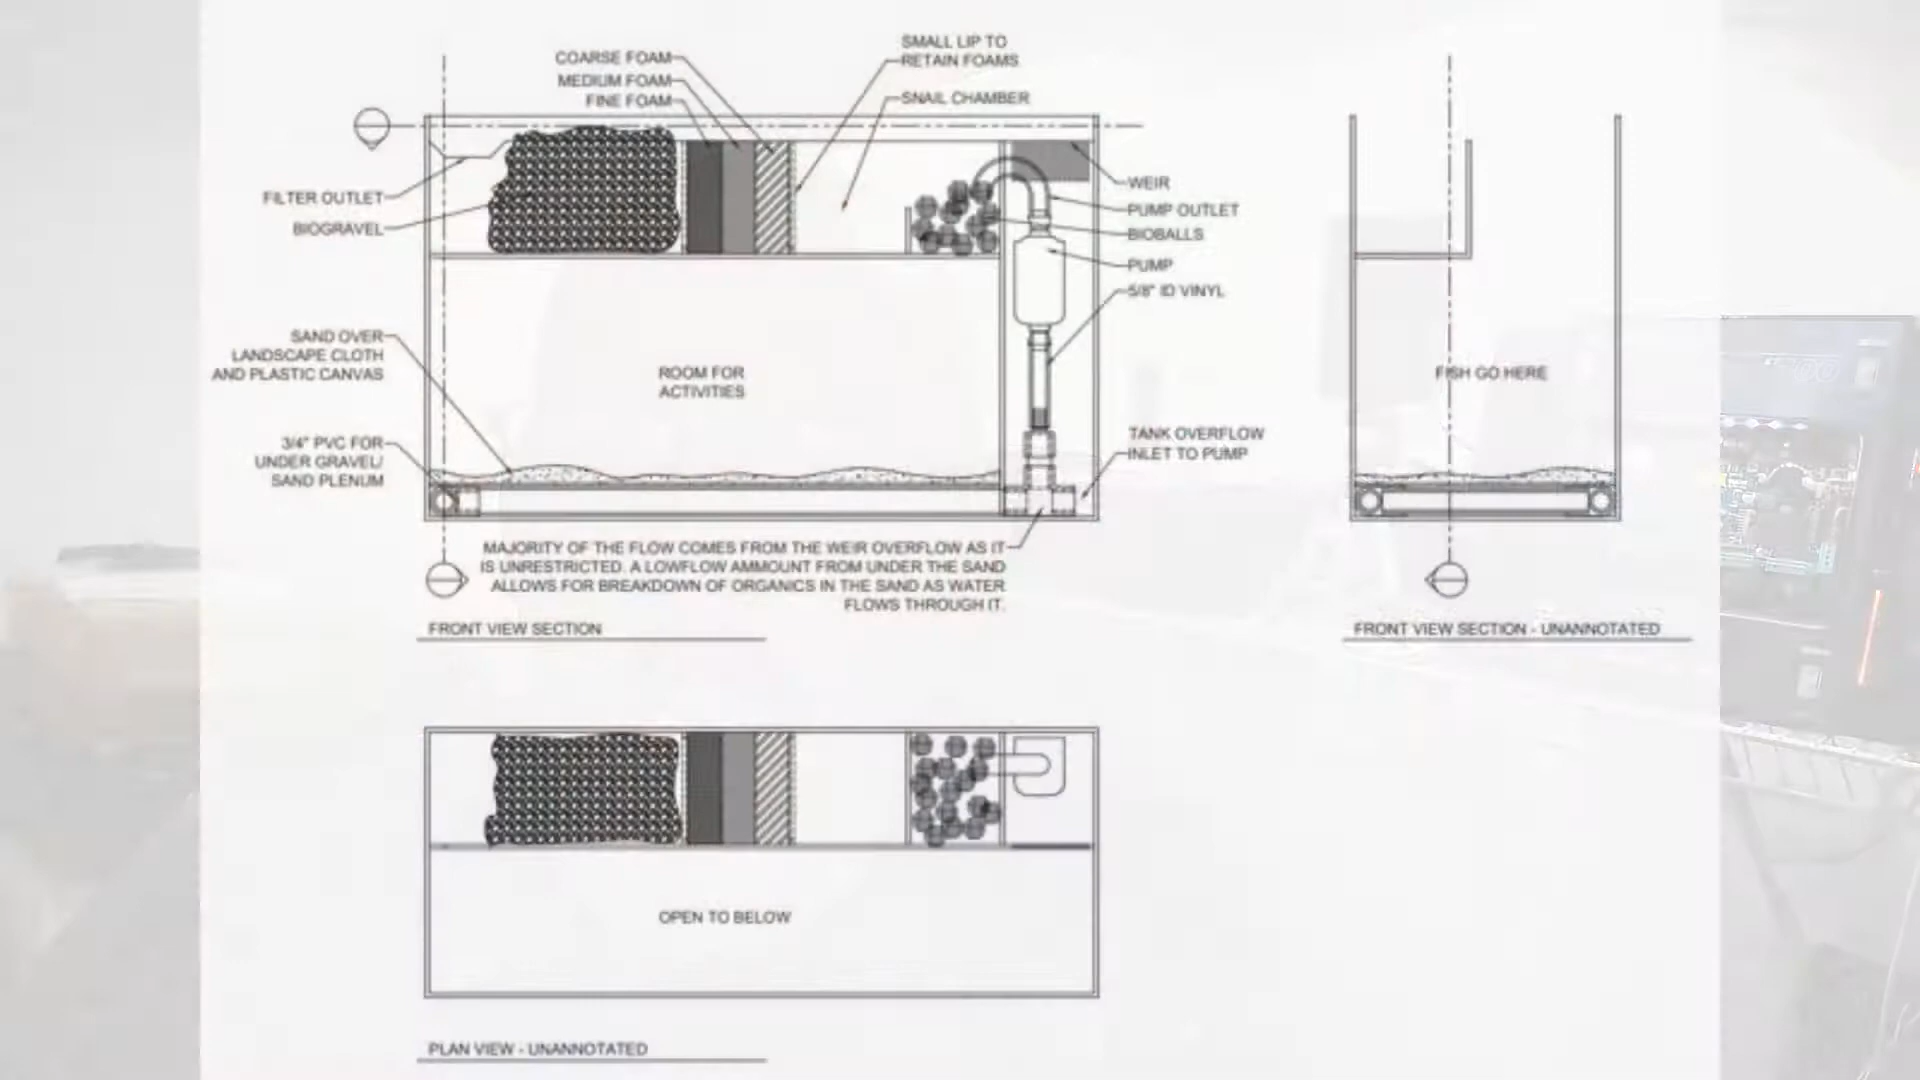 COARSE FOAM
MEDIUM FOAM
FINE FOAM
SMALL LIP TO
RETAIN FOAMS
SNAIL CHAMBER
FILTER OUTLET
BIOGRAVEL
WEIR
PUMP OUTLET
BIOBALLS
PUMP
5/8" ID VINYL
SAND OVER
LANDSCAPE CLOTH
AND PLASTIC CANVAS
ROOM FOR
ACTIVITIES
3/4" PVC FOR
UNDER GRAVEL/
SAND PLENUM
TANK OVERFLOW
INLET TO PUMP
MAJORITY OF THE FLOW COMES FROM THE WEIR OVERFLOW AS IT
IS UNRESTRICTED. A LOWFLOW AMMOUNT FROM UNDER THE SAND
ALLOWS FOR BREAKDOWN OF ORGANICS IN THE SAND AS WATER
FLOWS THROUGH IT.
FRONT VIEW SECTION
FISH GO HERE
FRONT VIEW SECTION - UNANNOTATED
OPEN TO BELOW
PLAN VIEW - UNANNOTATED